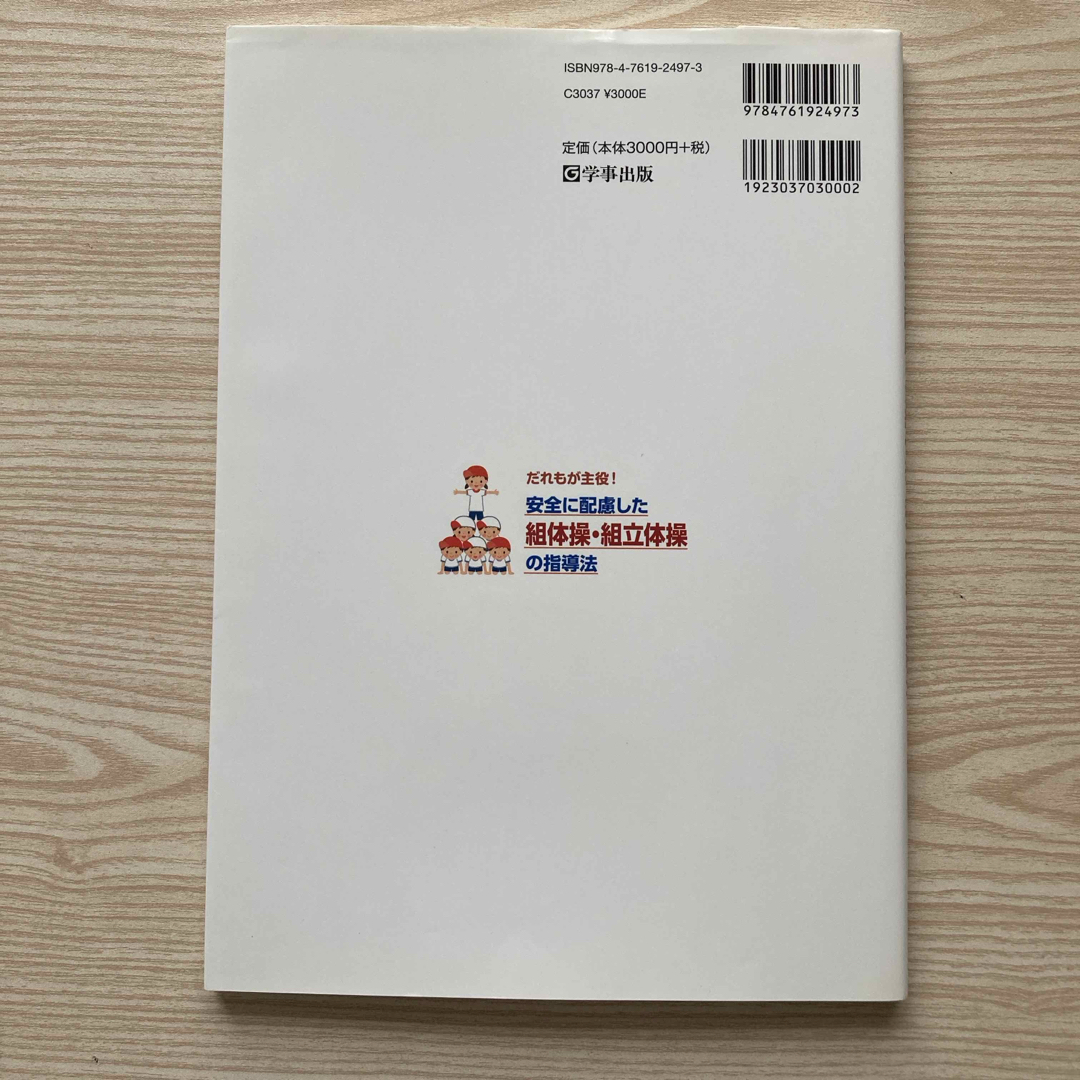 ISBN978-4-7619-2497-3
C3037 ¥3000E
9784761924973
定価(本体3000円+税)
G学事出版
1923037030002
だれもが主役!
安全に配慮した
組体操・組立体操
の指導法